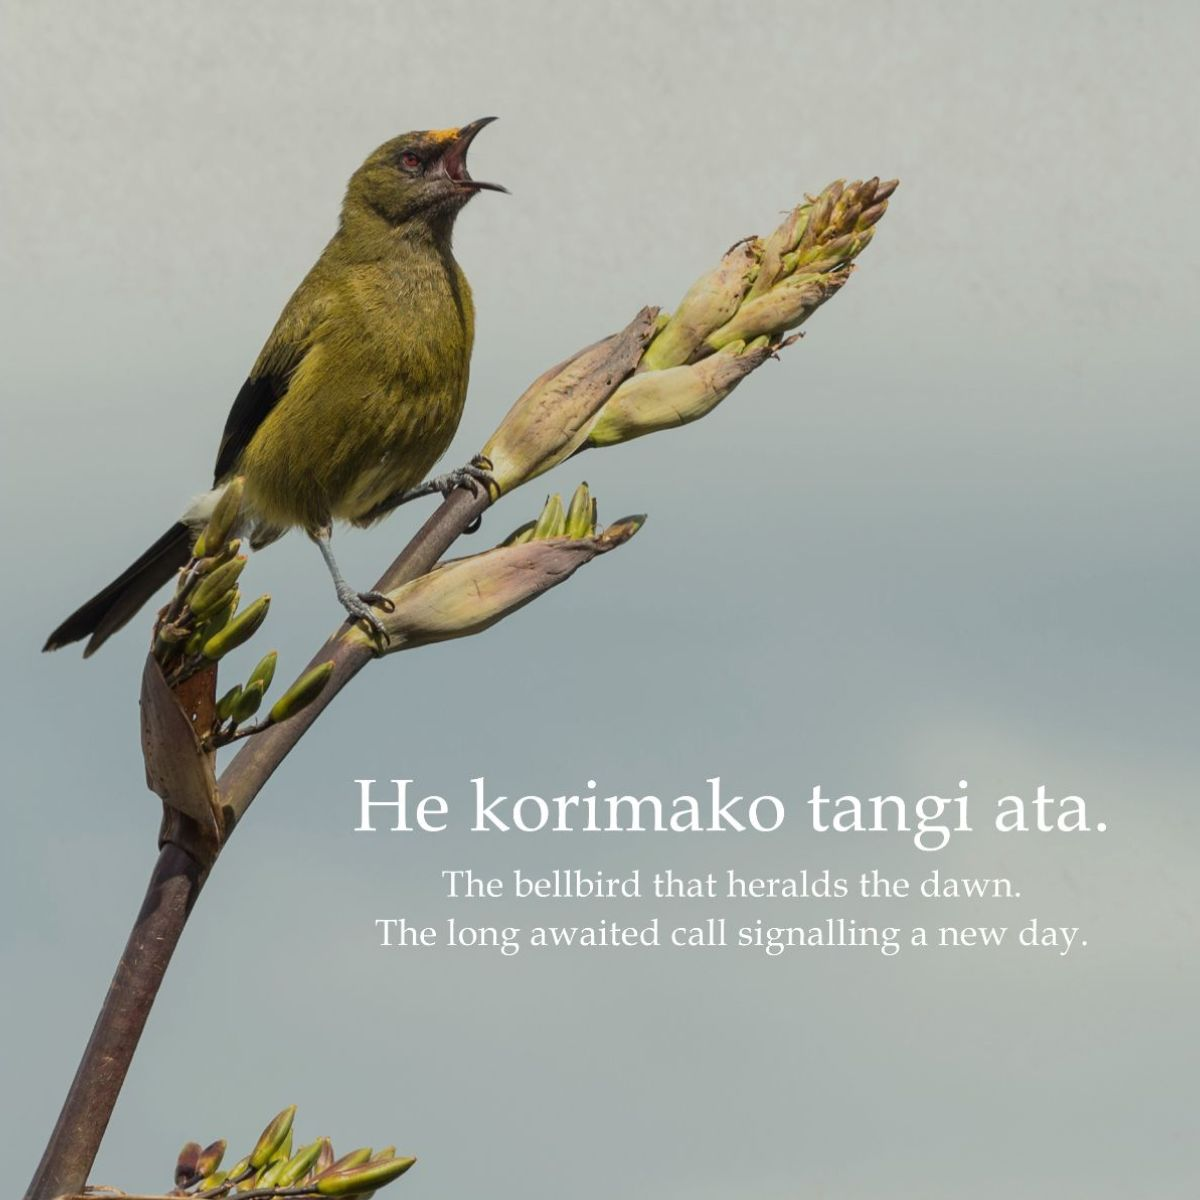 He korimako tangi ata.
The bellbird that heralds the dawn.
The long awaited call signalling a new day.